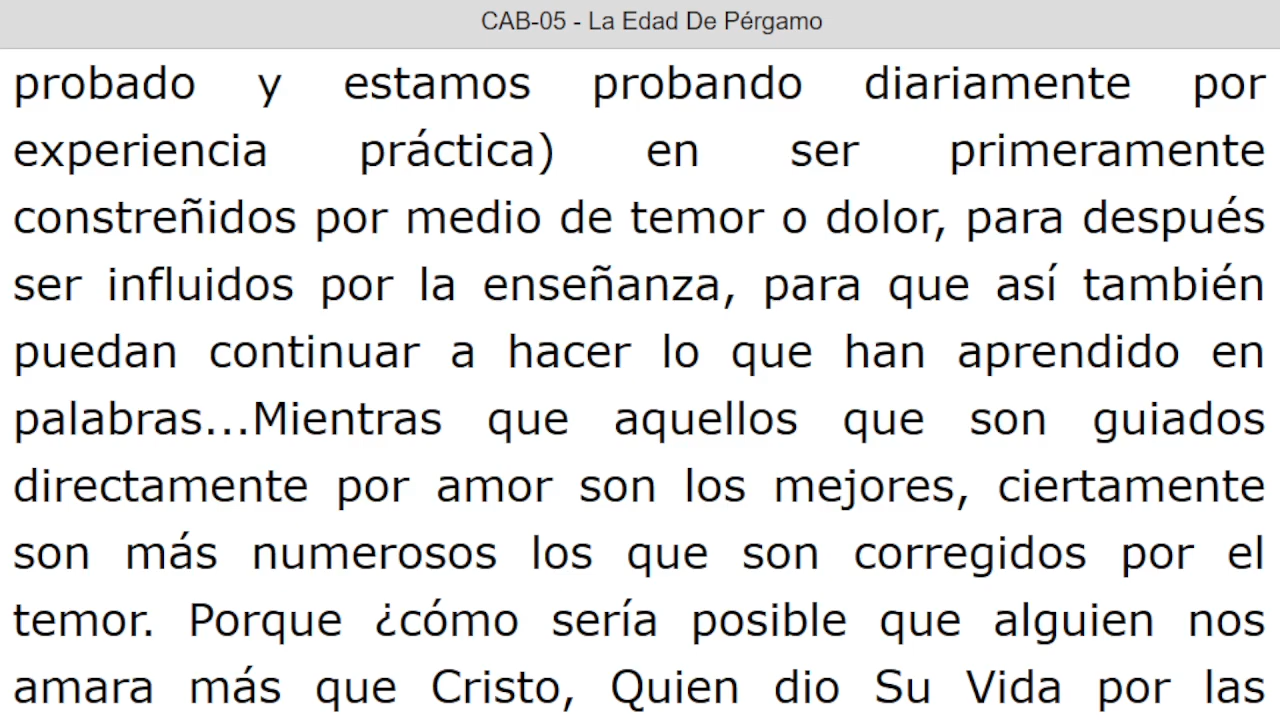 CAB-05 - La Edad De Pérgamo
probado y estamos probando diariamente por
experiencia práctica) en ser primeramente
constreñidos por medio de temor o dolor, para después
ser influidos por la enseñanza, para que así también
puedan continuar a hacer lo que han aprendido en
palabras...Mientras que aquellos que son guiados
directamente por amor son los mejores, ciertamente
son más numerosos los que son corregidos por el
temor. Porque ¿cómo sería posible que alguien nos
amara más que Cristo, Quien dio Su Vida por las